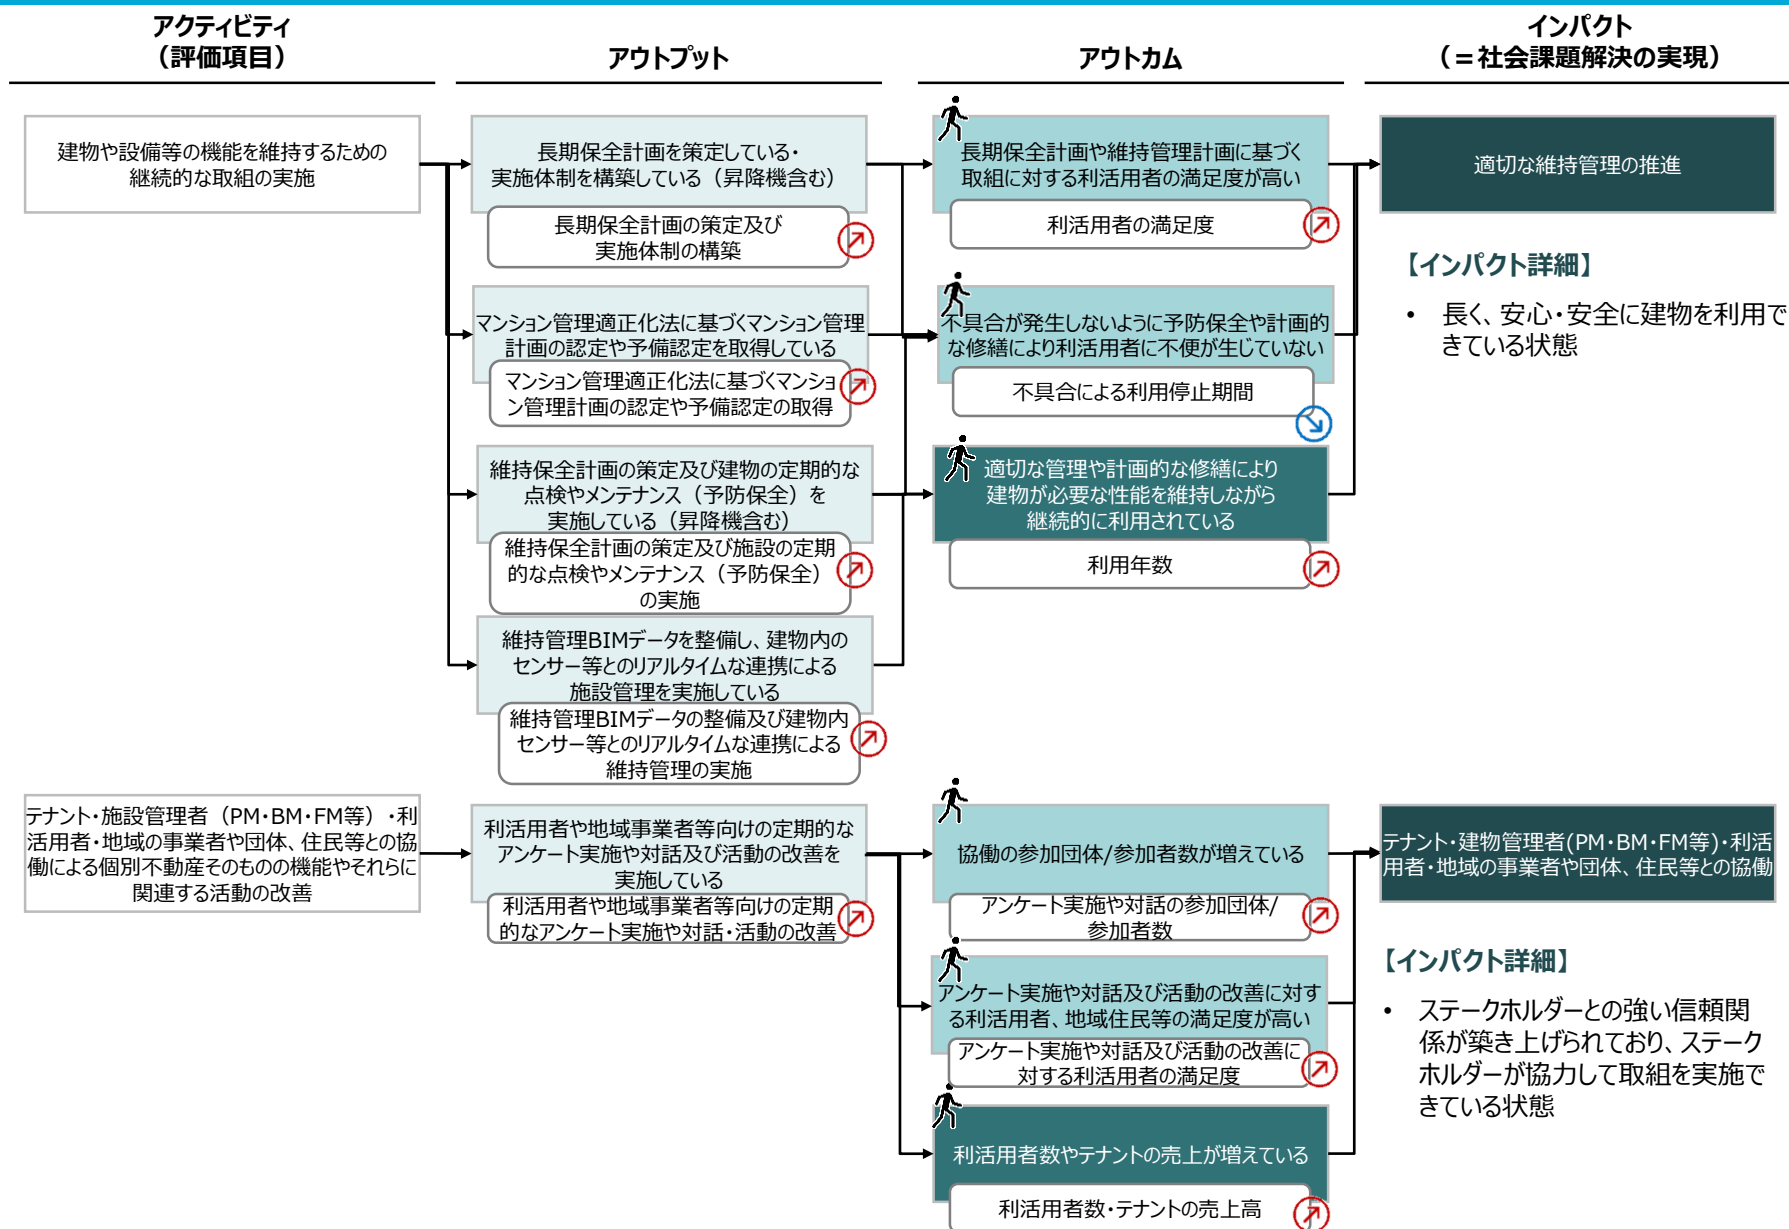 アクティビティ
（評価項目）
アウトプット
アウトカム
インパクト
（＝社会課題解決の実現）
建物や設備等の機能を維持するための
継続的な取組の実施
長期保全計画を策定している・
実施体制を構築している（昇降機含む）
長期保全計画の策定及び
実施体制の構築
マンション管理適正化法に基づくマンション管理
計画の認定や予備認定を取得している
マンション管理適正化法に基づくマンショ
ン管理計画の認定や予備認定の取得
維持保全計画の策定及び建物の定期的な
点検やメンテナンス（予防保全）を
実施している（昇降機含む）
維持保全計画の策定及び施設の定期
的な点検やメンテナンス（予防保全）
の実施
維持管理BIMデータを整備し、建物内の
センサー等とのリアルタイムな連携による
施設管理を実施している
維持管理BIMデータの整備及び建物内
センサー等とのリアルタイムな連携による
維持管理の実施
長期保全計画や維持管理計画に基づく
取組に対する利活用者の満足度が高い
利活用者の満足度
不具合が発生しないように予防保全や計画的
な修繕により利活用者に不便が生じていない
不具合による利用停止期間
適切な管理や計画的な修繕により
建物が必要な性能を維持しながら
継続的に利用されている
利用年数
適切な維持管理の推進
【インパクト詳細】
• 長く、安心・安全に建物を利用で
きている状態
テナント・施設管理者（PM・BM・FM等）・利
活用者・地域の事業者や団体、住民等との協
働による個別不動産そのものの機能やそれらに
関連する活動の改善
利活用者や地域事業者等向けの定期的な
アンケート実施や対話及び活動の改善を
実施している
利活用者や地域事業者等向けの定期
的なアンケート実施や対話・活動の改善
協働の参加団体/参加者数が増えている
アンケート実施や対話の参加団体/
参加者数
アンケート実施や対話及び活動の改善に対す
る利活用者、地域住民等の満足度が高い
アンケート実施や対話及び活動の改善に
対する利活用者の満足度
利活用者数やテナントの売上が増えている
利活用者数・テナントの売上高
テナント・建物管理者(PM・BM・FM等)・利活
用者・地域の事業者や団体、住民等との協働
【インパクト詳細】
• ステークホルダーとの強い信頼関
係が築き上げられており、ステーク
ホルダーが協力して取組を実施で
きている状態